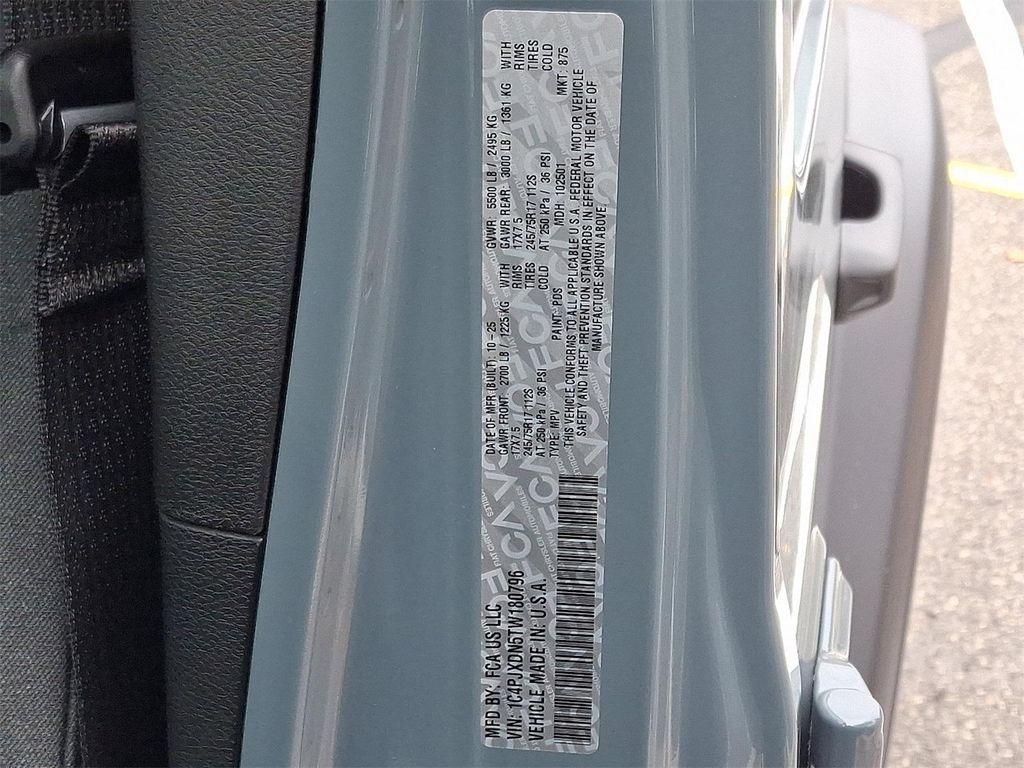 MFD BY: FCA US LLC
VIN: 1C4PJXDN6TW180796
VEHICLE MADE IN: U.S.A.
DATE OF MFR (BUILT): 10-25 GVWR 5500 LB / 2495 KG
GAWR FRONT 2700 LB / 1225 KG WITH GAWR REAR 3000 LB / 1361 KG WITH
17X7.5 RIMS 17X7.5 RIMS
245/75R17 112S TIRES 245/75R17 112S TIRES
AT 250 kPa / 36 PSI COLD AT 250 kPa / 36 PSI COLD
TYPE: MPV PAINT: PDS MDH: 102501 MKT: 875
THIS VEHICLE CONFORMS TO ALL APPLICABLE U.S.A. FEDERAL MOTOR VEHICLE
SAFETY AND THEFT PREVENTION STANDARDS IN EFFECT ON THE DATE OF
MANUFACTURE SHOWN ABOVE.